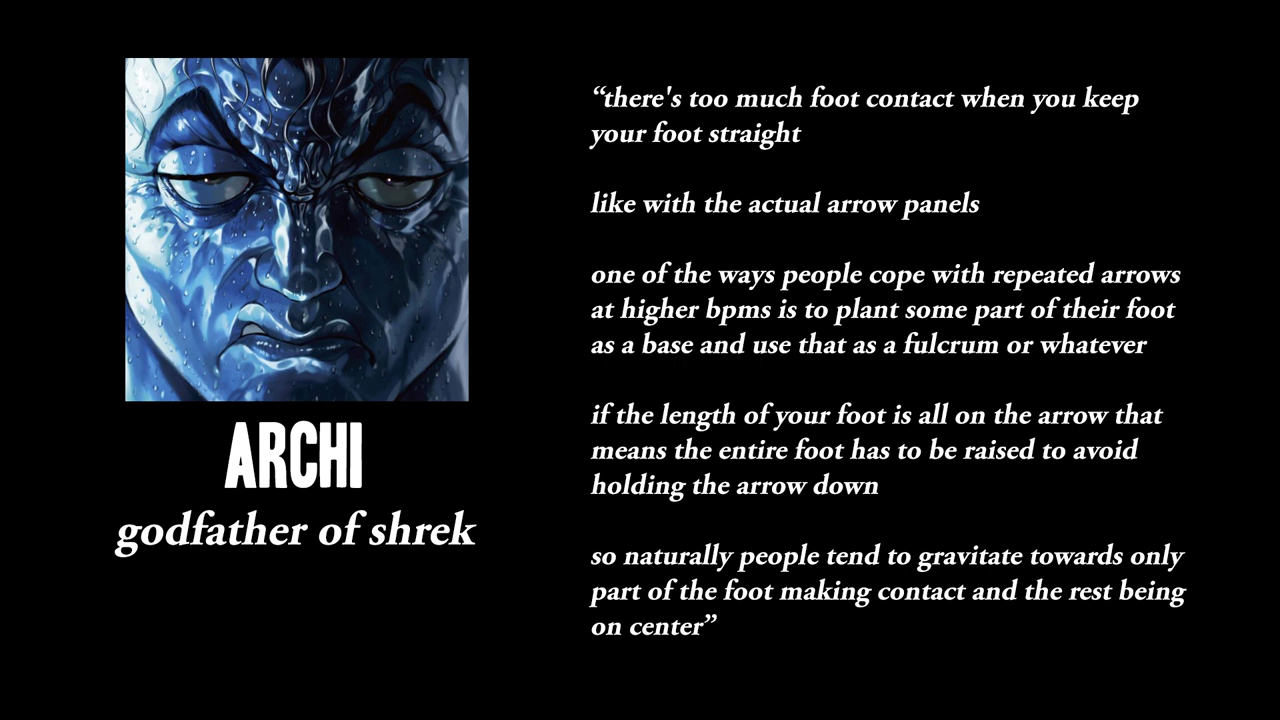 ARCHI
godfather of shrek
“there's too much foot contact when you keep
your foot straight
like with the actual arrow panels
one of the ways people cope with repeated arrows
at higher bpms is to plant some part of their foot
as a base and use that as a fulcrum or whatever
if the length of your foot is all on the arrow that
means the entire foot has to be raised to avoid
holding the arrow down
so naturally people tend to gravitate towards only
part of the foot making contact and the rest being
on center”